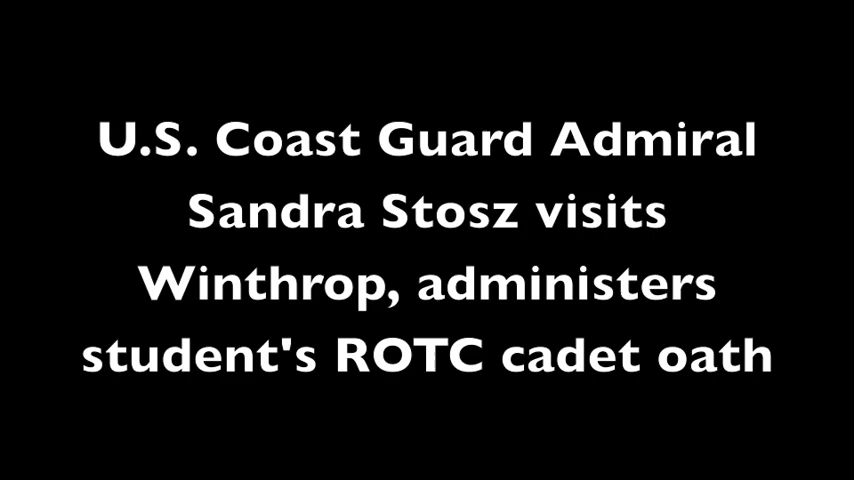 U.S. Coast Guard Admiral
Sandra Stosz visits
Winthrop, administers
student's ROTC cadet oath